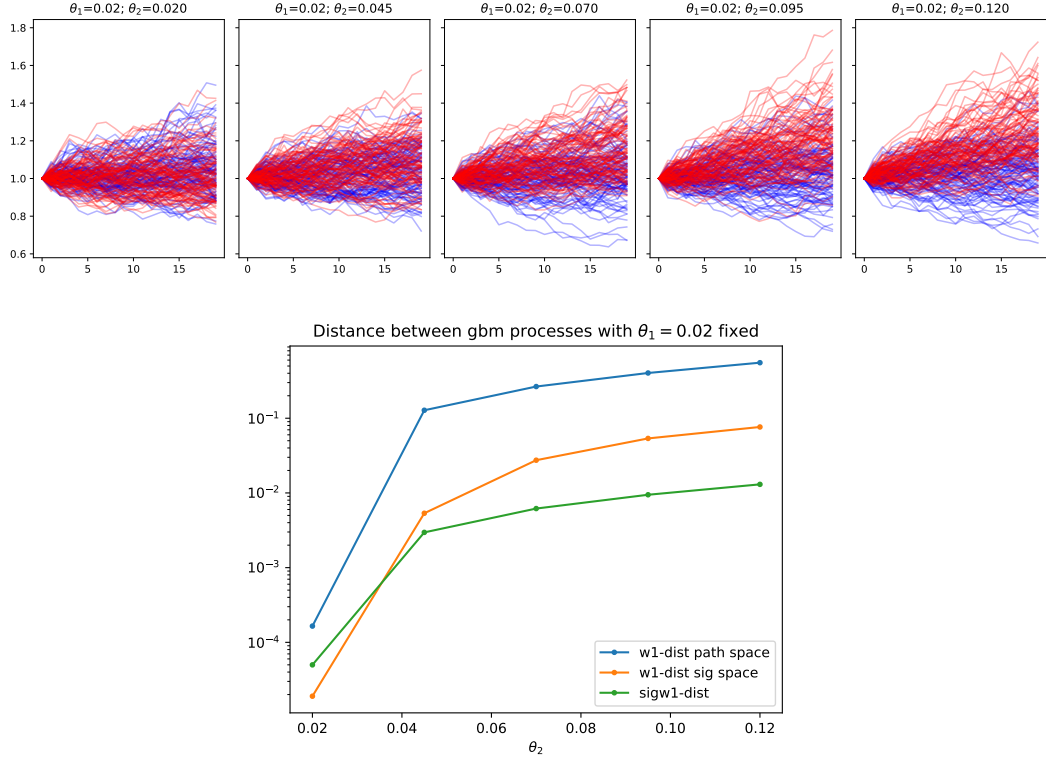 θ₁=0.02; θ₂=0.020 θ₁=0.02; θ₂=0.045 θ₁=0.02; θ₂=0.070 θ₁=0.02; θ₂=0.095 θ₁=0.02; θ₂=0.120
1.8
1.6
1.4
1.2
1.0
0.8
0.6
0 5 10 15 0 5 10 15 0 5 10 15 0 5 10 15 0 5 10 15
Distance between gbm processes with θ₁ = 0.02 fixed
10⁻¹
10⁻²
10⁻³
10⁻⁴
w1-dist path space
w1-dist sig space
sigw1-dist
0.02 0.04 0.06 0.08 0.10 0.12
θ₂